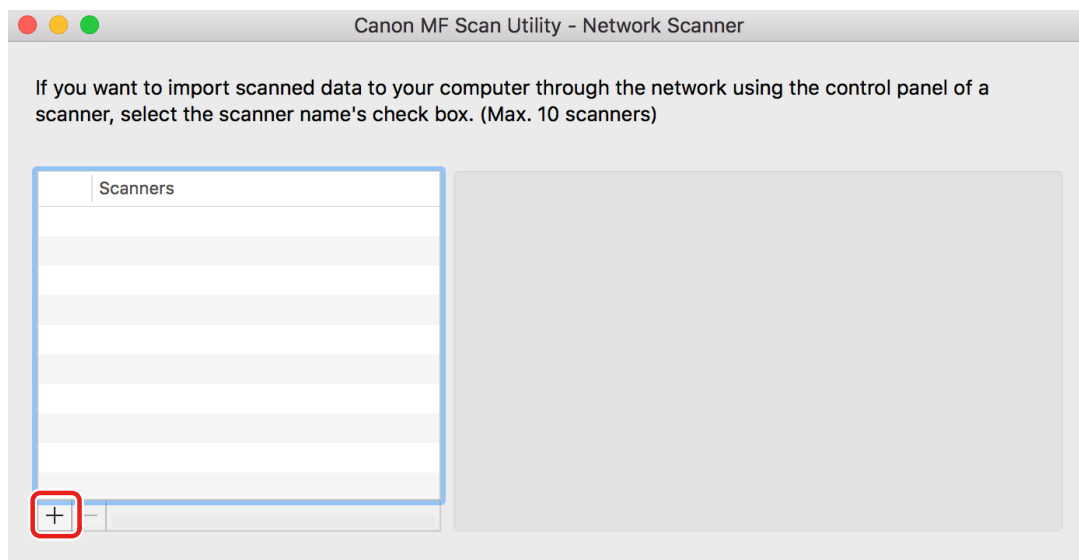 Canon MF Scan Utility - Network Scanner
If you want to import scanned data to your computer through the network using the control panel of a
scanner, select the scanner name's check box. (Max. 10 scanners)
Scanners
+ −